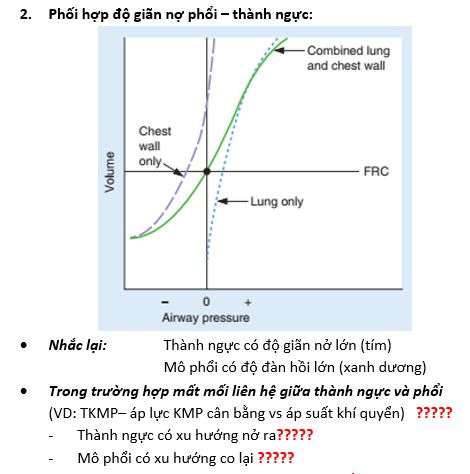 2. Phối hợp độ giãn nợ phổi – thành ngực:
Combined lung
and chest wall
Chest
wall
only
Volume
FRC
Lung only
– 0 +
Airway pressure
• Nhắc lại: Thành ngực có độ giãn nở lớn (tím)
Mô phổi có độ đàn hồi lớn (xanh dương)
• Trong trường hợp mất mối liên hệ giữa thành ngực và phổi
(VD: TKMP– áp lực KMP cân bằng vs áp suất khí quyển) ?????
- Thành ngực có xu hướng nở ra?????
- Mô phổi có xu hướng co lại ?????